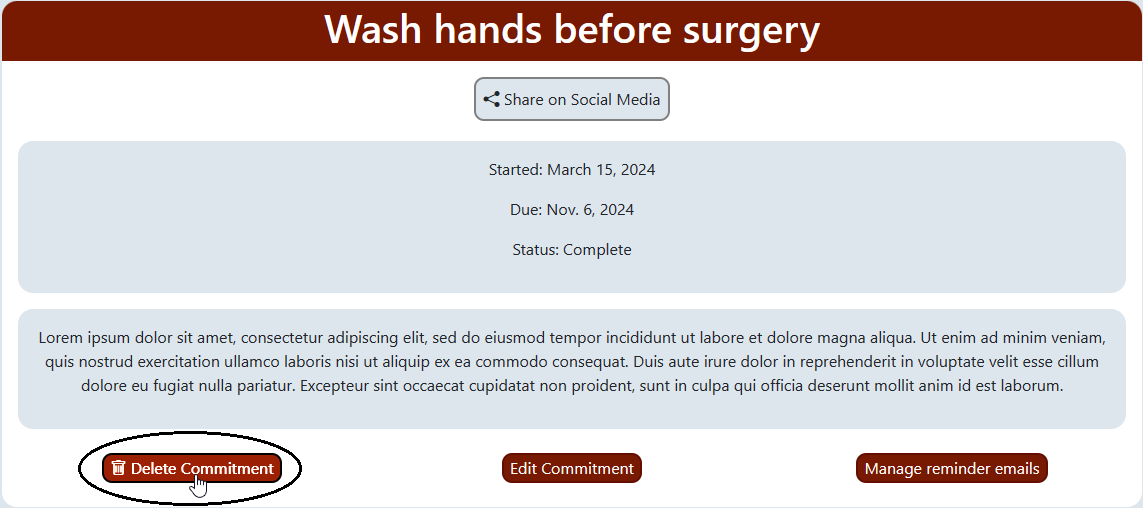 Wash hands before surgery
Share on Social Media
Started: March 15, 2024
Due: Nov. 6, 2024
Status: Complete
Lorem ipsum dolor sit amet, consectetur adipiscing elit, sed do eiusmod tempor incididunt ut labore et dolore magna aliqua. Ut enim ad minim veniam,
quis nostrud exercitation ullamco laboris nisi ut aliquip ex ea commodo consequat. Duis aute irure dolor in reprehenderit in voluptate velit esse cillum
dolore eu fugiat nulla pariatur. Excepteur sint occaecat cupidatat non proident, sunt in culpa qui officia deserunt mollit anim id est laborum.
Delete Commitment
Edit Commitment
Manage reminder emails